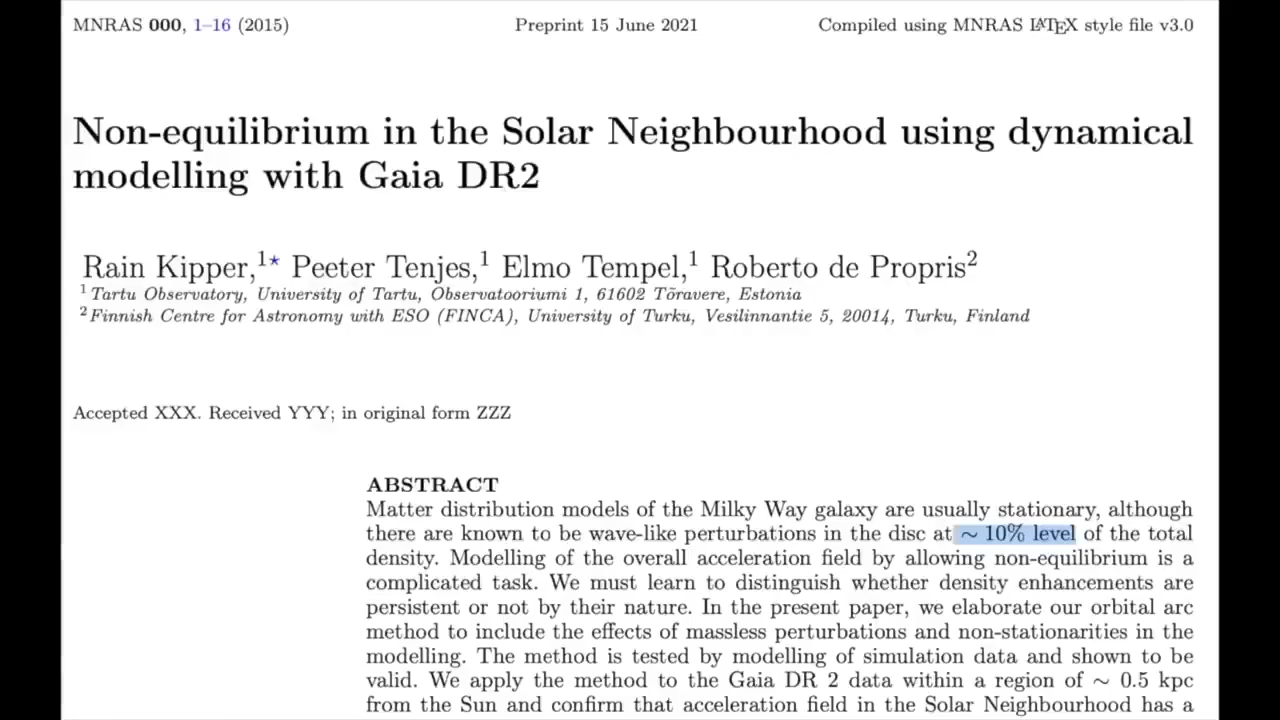 MNRAS 000, 1–16 (2015) Preprint 15 June 2021 Compiled using MNRAS LATEX style file v3.0
Non-equilibrium in the Solar Neighbourhood using dynamical
modelling with Gaia DR2
Rain Kipper,1⋆ Peeter Tenjes,1 Elmo Tempel,1 Roberto de Propris2
1 Tartu Observatory, University of Tartu, Observatooriumi 1, 61602 Tõravere, Estonia
2 Finnish Centre for Astronomy with ESO (FINCA), University of Turku, Vesilinnantie 5, 20014, Turku, Finland
Accepted XXX. Received YYY; in original form ZZZ
ABSTRACT
Matter distribution models of the Milky Way galaxy are usually stationary, although
there are known to be wave-like perturbations in the disc at ∼ 10% level of the total
density. Modelling of the overall acceleration field by allowing non-equilibrium is a
complicated task. We must learn to distinguish whether density enhancements are
persistent or not by their nature. In the present paper, we elaborate our orbital arc
method to include the effects of massless perturbations and non-stationarities in the
modelling. The method is tested by modelling of simulation data and shown to be
valid. We apply the method to the Gaia DR 2 data within a region of ∼ 0.5 kpc
from the Sun and confirm that acceleration field in the Solar Neighbourhood has a